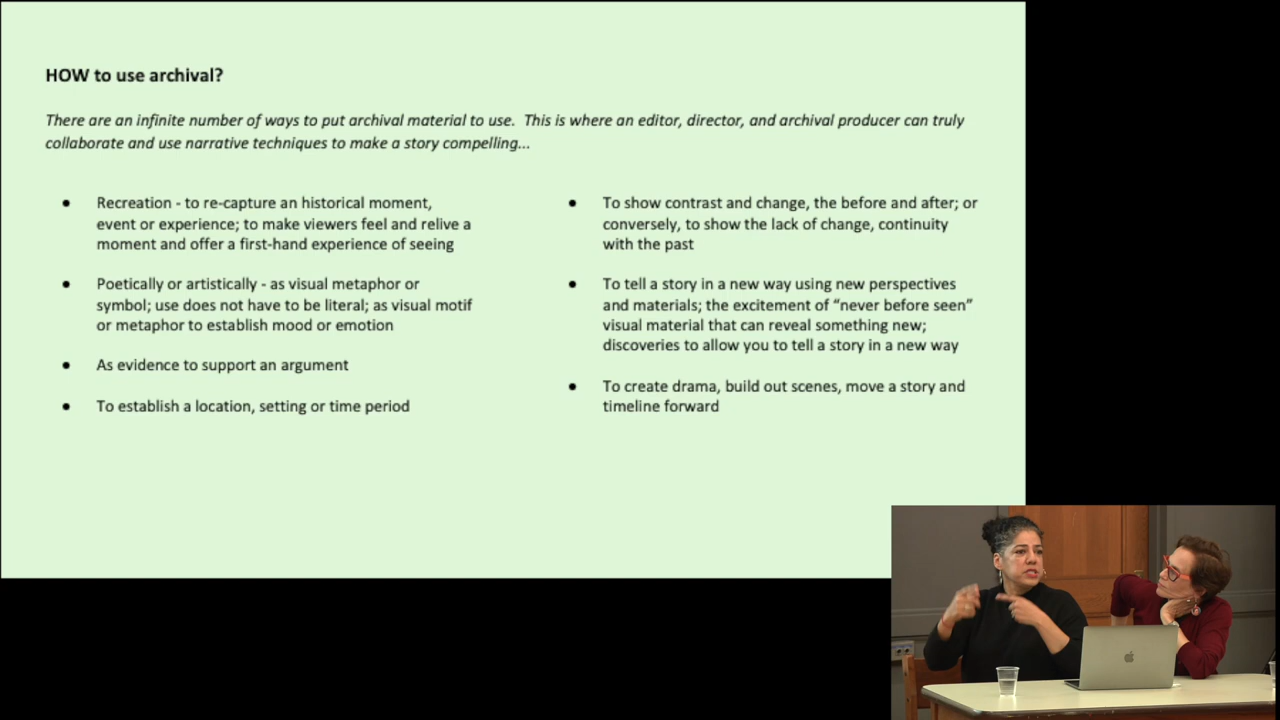 HOW to use archival?
There are an infinite number of ways to put archival material to use. This is where an editor, director, and archival producer can truly
collaborate and use narrative techniques to make a story compelling...
● Recreation - to re-capture an historical moment,
event or experience; to make viewers feel and relive a
moment and offer a first-hand experience of seeing
● Poetically or artistically - as visual metaphor or
symbol; use does not have to be literal; as visual motif
or metaphor to establish mood or emotion
● As evidence to support an argument
● To establish a location, setting or time period
● To show contrast and change, the before and after; or
conversely, to show the lack of change, continuity
with the past
● To tell a story in a new way using new perspectives
and materials; the excitement of “never before seen”
visual material that can reveal something new;
discoveries to allow you to tell a story in a new way
● To create drama, build out scenes, move a story and
timeline forward